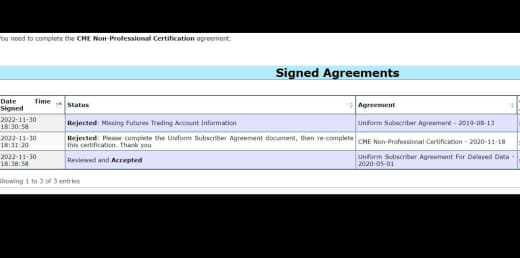 You need to complete the CME Non-Professional Certification agreement.
Signed Agreements
Date Time Signed Status Agreement
2022-11-30 18:30:58 Rejected: Missing Futures Trading Account Information Uniform Subscriber Agreement - 2019-08-13
2022-11-30 18:31:20 Rejected: Please complete the Uniform Subscriber Agreement document, then re-complete this certification. Thank you CME Non-Professional Certification - 2020-11-18
2022-11-30 18:38:58 Reviewed and Accepted Uniform Subscriber Agreement For Delayed Data - 2020-05-01
Showing 1 to 3 of 3 entries